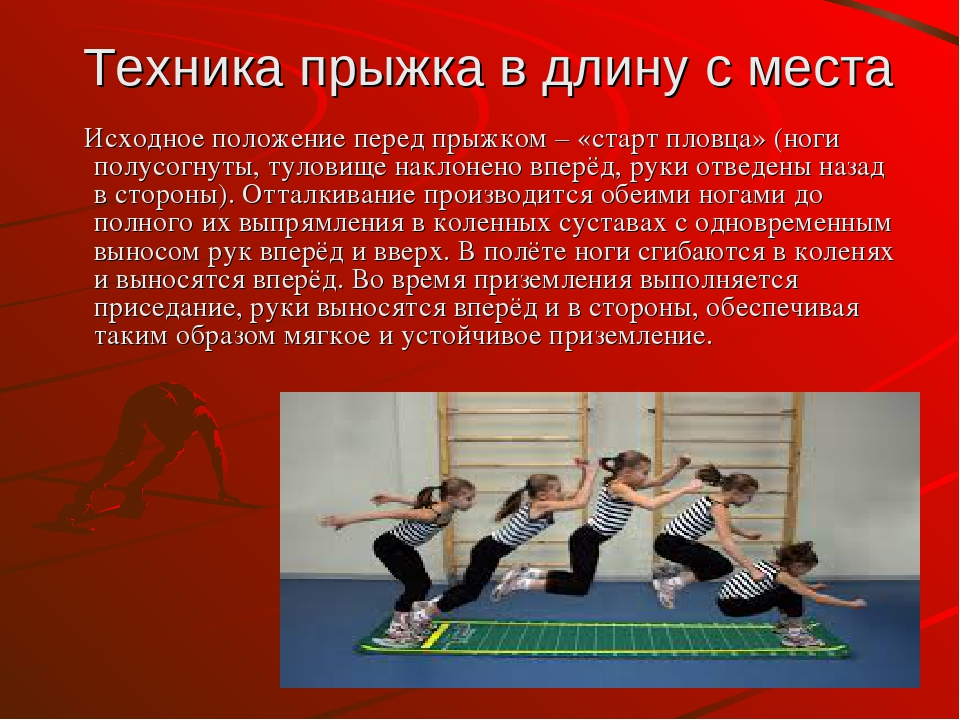 Техника прыжка в длину с места
Исходное положение перед прыжком – «старт пловца» (ноги
полусогнуты, туловище наклонено вперёд, руки отведены назад
в стороны). Отталкивание производится обеими ногами до
полного их выпрямления в коленных суставах с одновременным
выносом рук вперёд и вверх. В полёте ноги сгибаются в коленях
и выносятся вперёд. Во время приземления выполняется
приседание, руки выносятся вперёд и в стороны, обеспечивая
таким образом мягкое и устойчивое приземление.